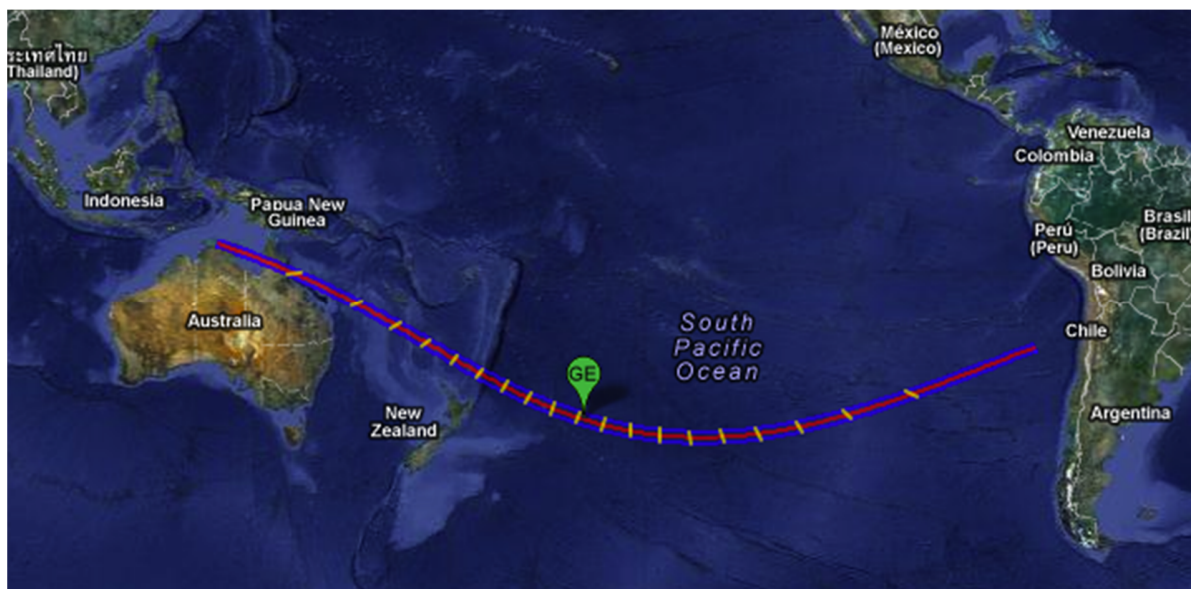 ระเทศไทย
Thailand)
México
(Mexico)
Venezuela
Colombia
Indonesia
Papua New
Guinea
Perú
(Peru)
Brasil
(Brazil)
Bolivia
Australia
South
Pacific
Ocean
Chile
GE
New
Zealand
Argentina